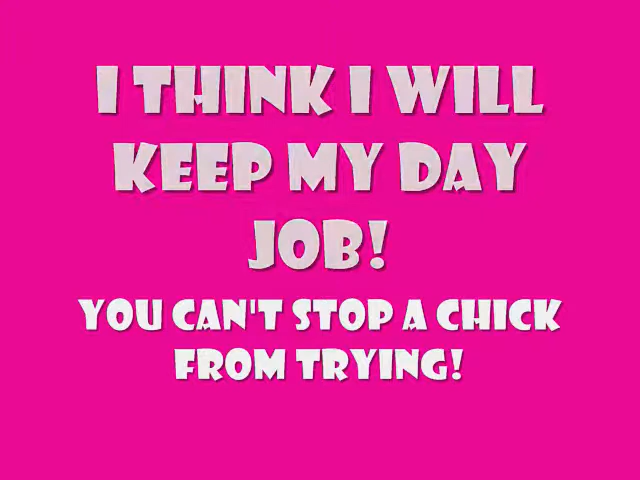 I THINK I WILL
KEEP MY DAY
JOB!
YOU CAN'T STOP A CHICK
FROM TRYING!